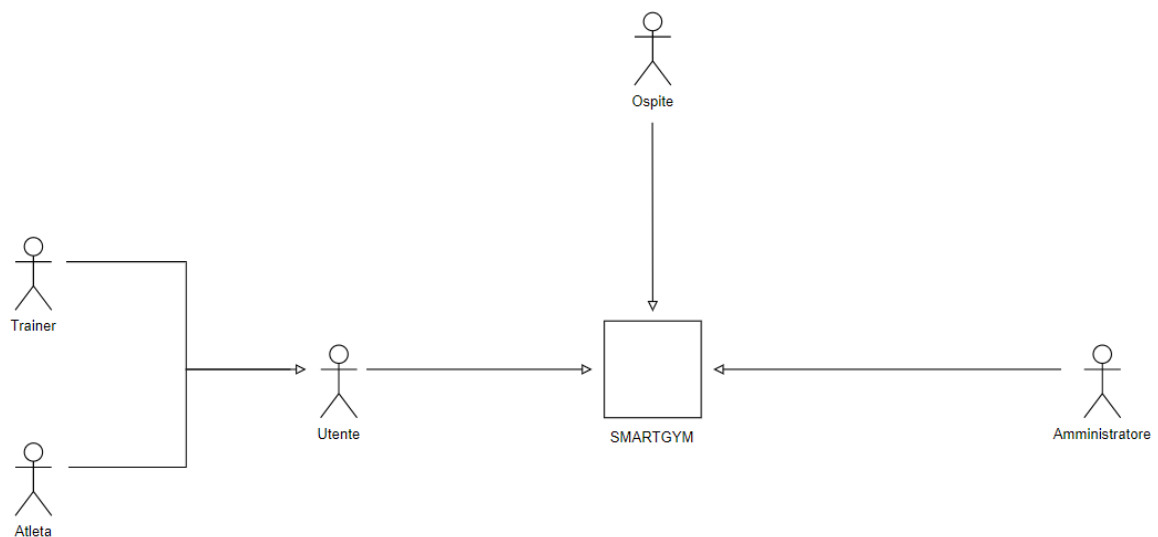 Ospite
Trainer
Utente
SMARTGYM
Amministratore
Atleta